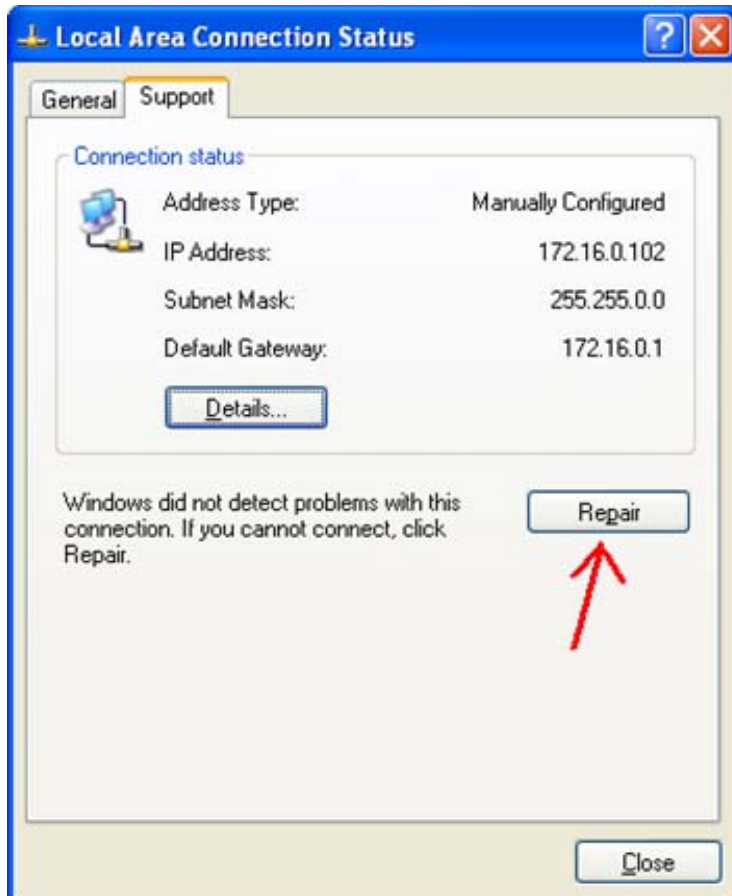 Local Area Connection Status
General Support
Connection status
Address Type: Manually Configured
IP Address: 172.16.0.102
Subnet Mask: 255.255.0.0
Default Gateway: 172.16.0.1
Details...
Windows did not detect problems with this
connection. If you cannot connect, click
Repair.
Repair
Close